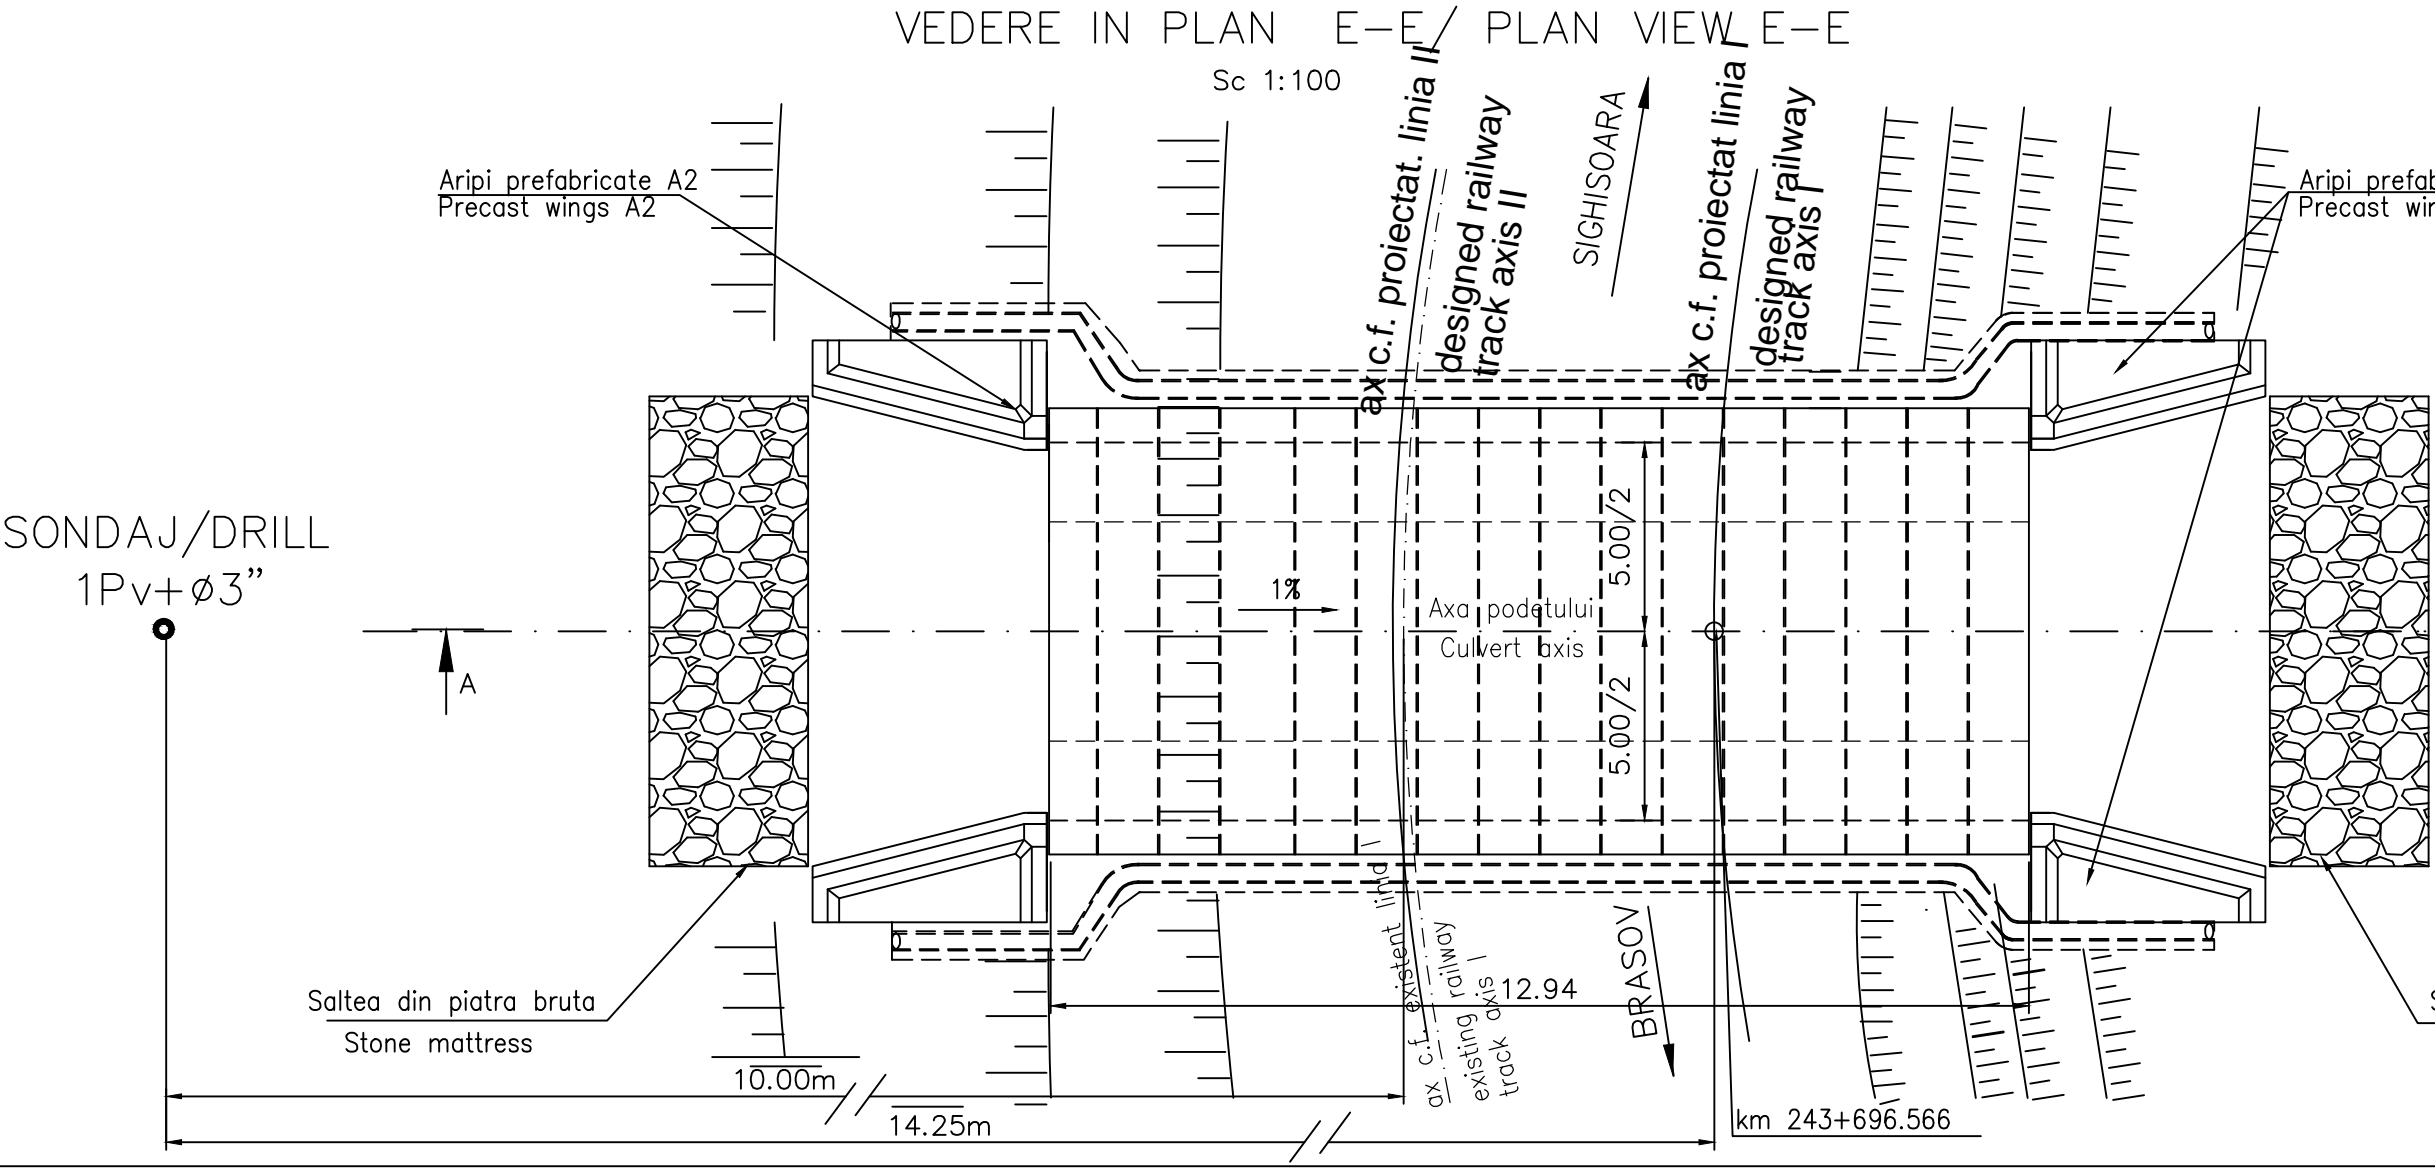 VEDERE IN PLAN E-E/ PLAN VIEW E-E
Sc 1:100
ax c.f. proiectat. linia II
designed railway
track axis II
SIGHISOARA
ax c.f. proiectat linia I
designed railway
track axis I
Aripi prefabricate A2
Precast wings A2
Aripi
Precast
SONDAJ/DRILL
1Pv+ø3”
A
1%
Axa podetului
Culvert axis
5.00/2
5.00/2
Saltea din piatra bruta
Stone mattress
ax c.f. existent linia I
existing railway
track axis I
BRASOV
12.94
10.00m
14.25m
km 243+696.566